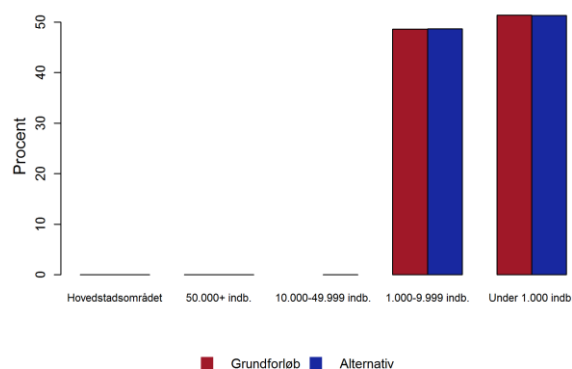 Procent
50
40
30
20
10
0
Hovedstadsområdet 50.000+ indb. 10.000-49.999 indb. 1.000-9.999 indb. Under 1.000 indb
Grundforløb Alternativ